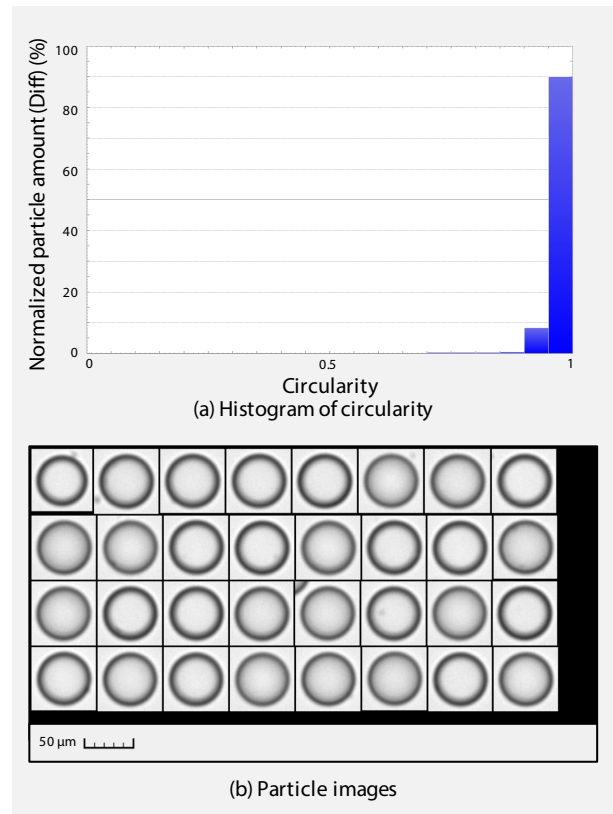 Normalized particle amount (Diff) (%)
100
80
60
40
20
0
0
0.5
1
Circularity
(a) Histogram of circularity
50 μm
(b) Particle images